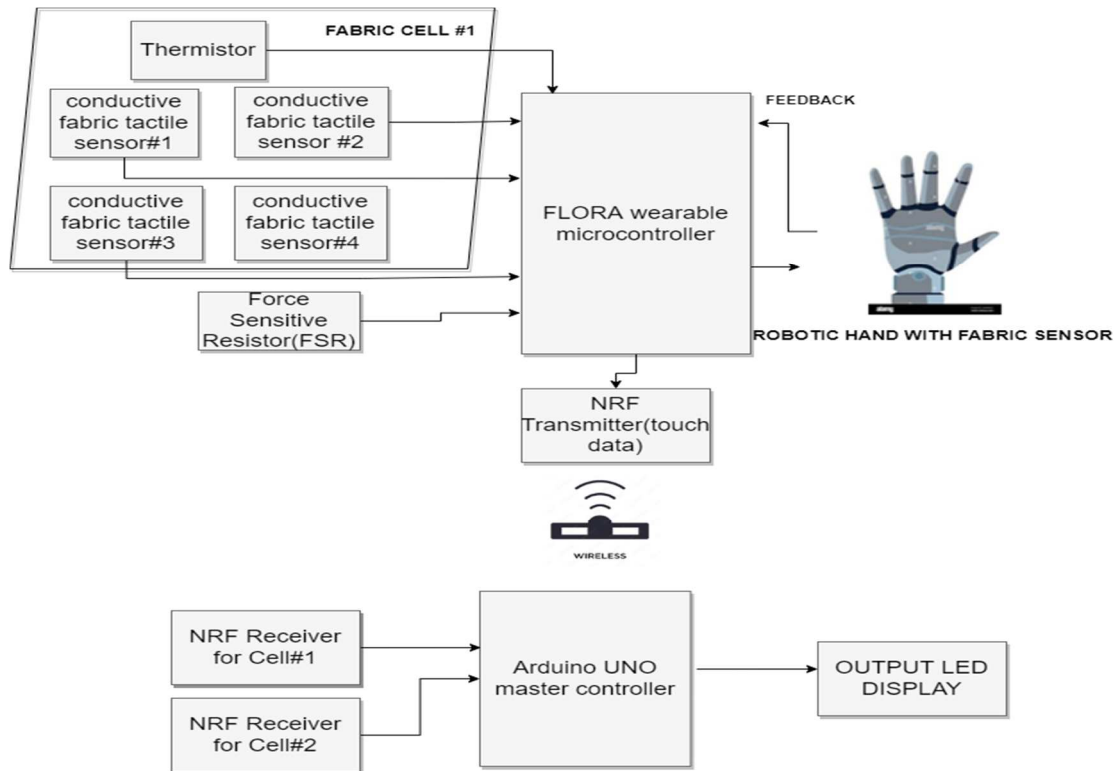 FABRIC CELL #1
Thermistor
conductive
fabric tactile
sensor#1
conductive
fabric tactile
sensor #2
conductive
fabric tactile
sensor#3
conductive
fabric tactile
sensor#4
Force
Sensitive
Resistor(FSR)
FLORA wearable
microcontroller
FEEDBACK
ROBOTIC HAND WITH FABRIC SENSOR
NRF
Transmitter(touch
data)
WIRELESS
NRF Receiver
for Cell#1
NRF Receiver
for Cell#2
Arduino UNO
master controller
OUTPUT LED
DISPLAY